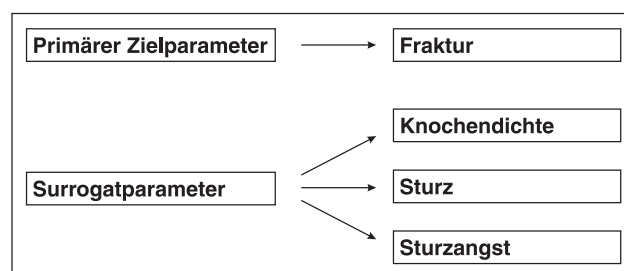 Primärer Zielparameter
Fraktur
Knochendichte
Surrogatparameter
Sturz
Sturzangst